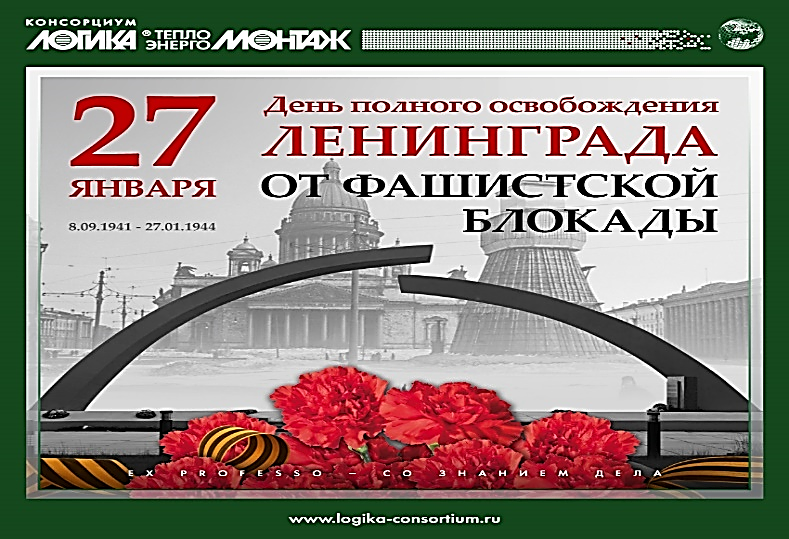 КОНСОРЦИУМ
ЛОГИКА ® ТЕПЛО ЭНЕРГО МОНТАЖ
27
ЯНВАРЯ
8.09.1941 - 27.01.1944
День полного освобождения
ЛЕНИНГРАДА
ОТ ФАШИСТСКОЙ
БЛОКАДЫ
EX PROFESSO – СО ЗНАНИЕМ ДЕЛА
www.logika-consortium.ru